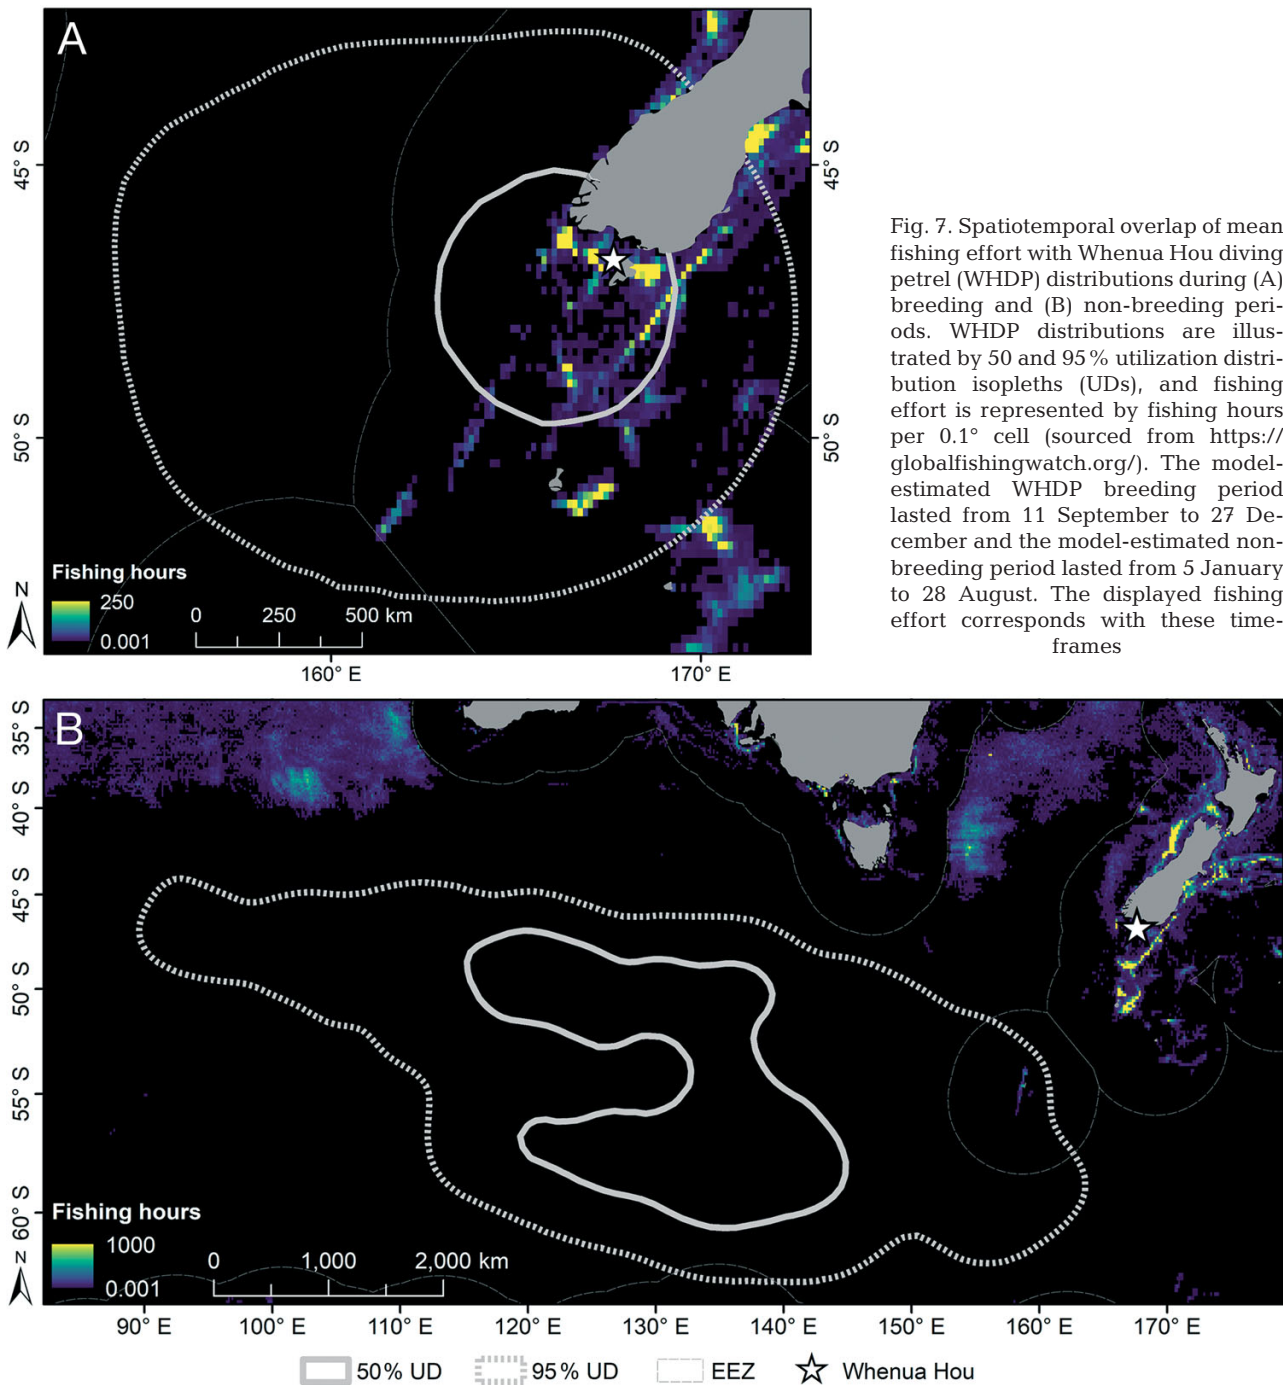 A
45° S
45° S
50° S
50° S
Fishing hours
250
0.001
N
0
500 km
160° E
170° E
Fig. 7. Spatiotemporal overlap of mean
fishing effort with Whenua Hou diving
petrel (WHDP) distributions during (A)
breeding and (B) non-breeding peri-
ods. WHDP distributions are illus-
trated by 50 and 95% utilization distri-
bution isopleths (UDs), and fishing
effort is represented by fishing hours
per 0.1° cell (sourced from https://
globalfishingwatch.org/). The model-
estimated WHDP breeding period
lasted from 11 September to 27 De-
cember and the model-estimated non-
breeding period lasted from 5 January
to 28 August. The displayed fishing
effort corresponds with these time-
frames
B
35° S
40° S
45° S
50° S
55° S
60° S
Fishing hours
1000
0.001
N
0
1,000
2,000 km
90° E
100° E
110° E
120° E
130° E
140° E
150° E
160° E
170° E
50% UD
95% UD
EEZ
Whenua Hou